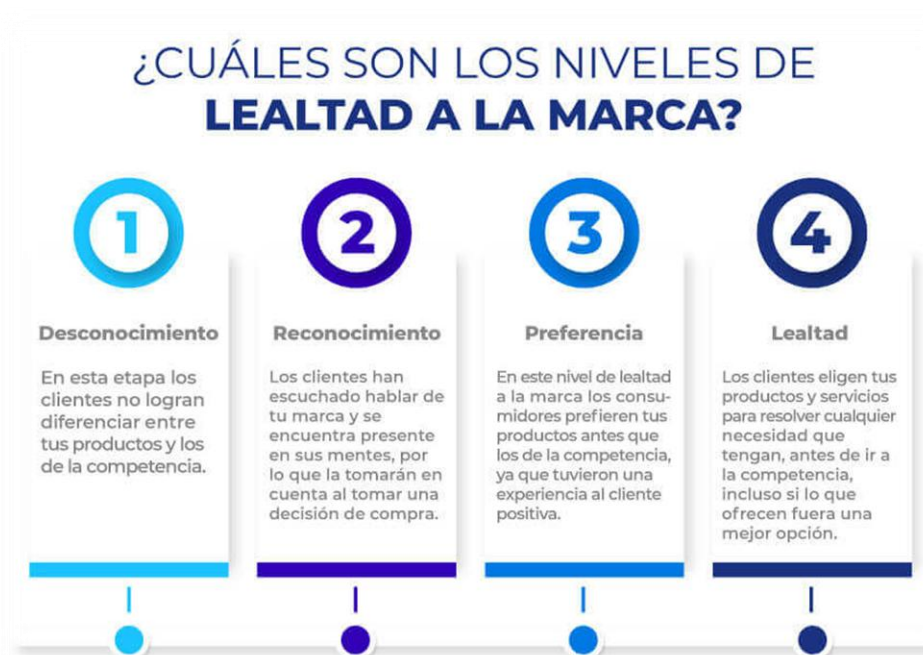 ¿CUÁLES SON LOS NIVELES DE
LEALTAD A LA MARCA?
1
Desconocimiento
En esta etapa los
clientes no logran
diferenciar entre
tus productos y los
de la competencia.
2
Reconocimiento
Los clientes han
escuchado hablar de
tu marca y se
encuentra presente
en sus mentes, por
lo que la tomarán en
cuenta al tomar una
decisión de compra.
3
Preferencia
En este nivel de lealtad
a la marca los consu-
midores prefieren tus
productos antes que
los de la competencia,
ya que tuvieron una
experiencia al cliente
positiva.
4
Lealtad
Los clientes eligen tus
productos y servicios
para resolver cualquier
necesidad que
tengan, antes de ir a
la competencia,
incluso si lo que
ofrecen fuera una
mejor opción.